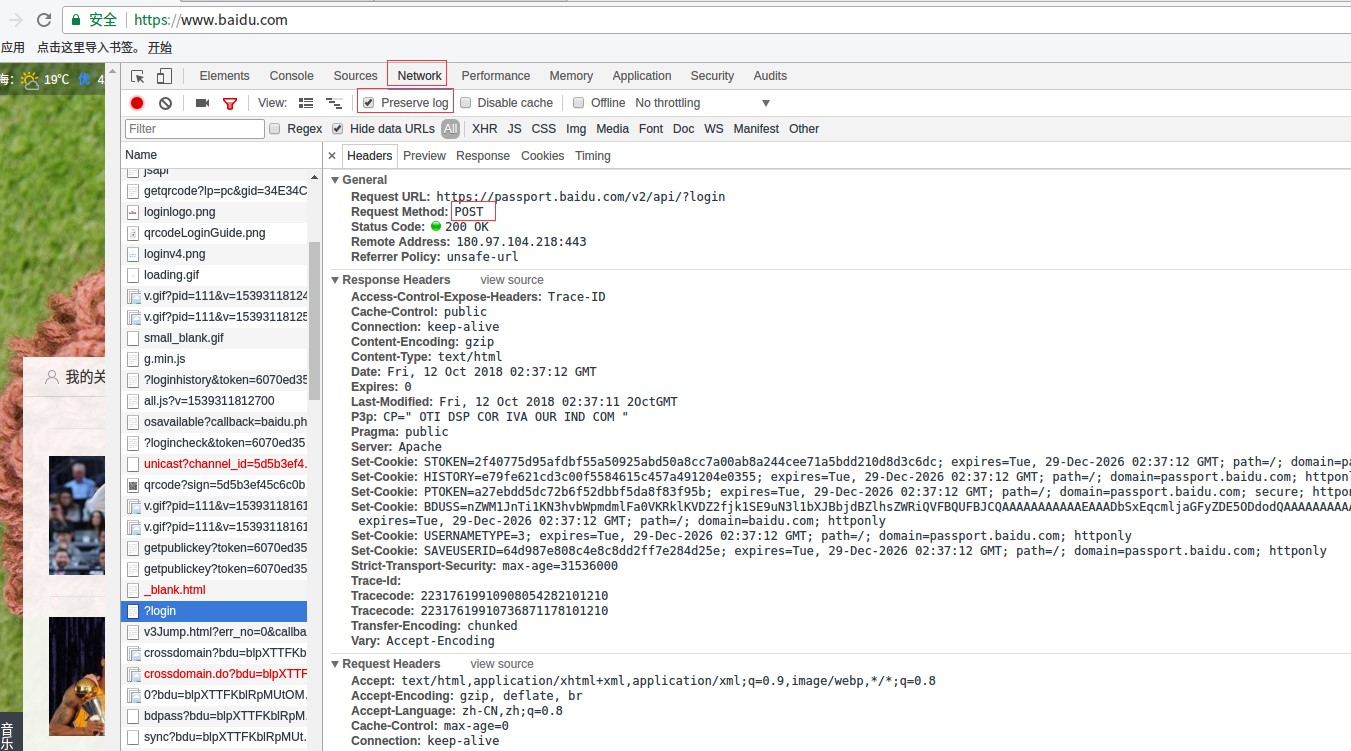 安全 https://www.baidu.com
应用 点击这里导入书签。 开始
海: 19℃ 优 4
Elements Console Sources Network Performance Memory Application Security Audits
View: Preserve log Disable cache Offline No throttling
Filter Regex Hide data URLs All XHR JS CSS Img Media Font Doc WS Manifest Other
Name
jsapi
getqrcode?lp=pc&gid=34E34C
loginlogo.png
qrcodeLoginGuide.png
loginv4.png
loading.gif
v.gif?pid=111&v=15393118124
v.gif?pid=111&v=15393118125
small_blank.gif
g.min.js
?loginhistory&token=6070ed35
all.js?v=1539311812700
osavailable?callback=baidu.ph
?logincheck&token=6070ed35
unicast?channel_id=5d5b3ef4.
qrcode?sign=5d5b3ef45c6c0b
v.gif?pid=111&v=15393118161
v.gif?pid=111&v=15393118161
getpublickey?token=6070ed35
getpublickey?token=6070ed35
_blank.html
?login
v3Jump.html?err_no=0&callba
crossdomain?bdu=blpXTTFKb
crossdomain.do?bdu=blpXTTF
0?bdu=blpXTTFKblRpMUtOM.
bdpass?bdu=blpXTTFKblRpM.
sync?bdu=blpXTTFKblRpMUt.
我的关
音乐
× Headers Preview Response Cookies Timing
General
Request URL: https://passport.baidu.com/v2/api/?login
Request Method: POST
Status Code: 200 OK
Remote Address: 180.97.104.218:443
Referrer Policy: unsafe-url
Response Headers view source
Access-Control-Expose-Headers: Trace-ID
Cache-Control: public
Connection: keep-alive
Content-Encoding: gzip
Content-Type: text/html
Date: Fri, 12 Oct 2018 02:37:12 GMT
Expires: 0
Last-Modified: Fri, 12 Oct 2018 02:37:11 2OctGMT
P3p: CP=" OTI DSP COR IVA OUR IND COM "
Pragma: public
Server: Apache
Set-Cookie: STOKEN=2f40775d95afdbf55a50925abd50a8cc7a00ab8a244cee71a5bdd210d8d3c6dc; expires=Tue, 29-Dec-2026 02:37:12 GMT; path=/; domain=pa
Set-Cookie: HISTORY=e79fe621cd3c00f5584615c457a491204e0355; expires=Tue, 29-Dec-2026 02:37:12 GMT; path=/; domain=passport.baidu.com; httponl
Set-Cookie: PTOKEN=a27ebdd5dc72b6f52dbbf5da8f83f95b; expires=Tue, 29-Dec-2026 02:37:12 GMT; path=/; domain=passport.baidu.com; secure; httpon
Set-Cookie: BDUSS=nZWM1JnTi1KN3hvbWpmdmlFa0VKRklKVDZ2fjk1SE9uN3l1bXJBbjdBZlhsZWRiQVFBQUFBJCQAAAAAAAAAAAEAAADbSxEqcmljaGFyZDE5ODdodQAAAAAAAAAA
expires=Tue, 29-Dec-2026 02:37:12 GMT; path=/; domain=baidu.com; httponly
Set-Cookie: USERNAMETYPE=3; expires=Tue, 29-Dec-2026 02:37:12 GMT; path=/; domain=passport.baidu.com; httponly
Set-Cookie: SAVEUSERID=64d987e808c4e8c8dd2ff7e284d25e; expires=Tue, 29-Dec-2026 02:37:12 GMT; path=/; domain=passport.baidu.com; httponly
Strict-Transport-Security: max-age=31536000
Trace-Id:
Tracecode: 22317619910908054282101210
Tracecode: 22317619910736871178101210
Transfer-Encoding: chunked
Vary: Accept-Encoding
Request Headers view source
Accept: text/html,application/xhtml+xml,application/xml;q=0.9,image/webp,*/*;q=0.8
Accept-Encoding: gzip, deflate, br
Accept-Language: zh-CN,zh;q=0.8
Cache-Control: max-age=0
Connection: keep-alive